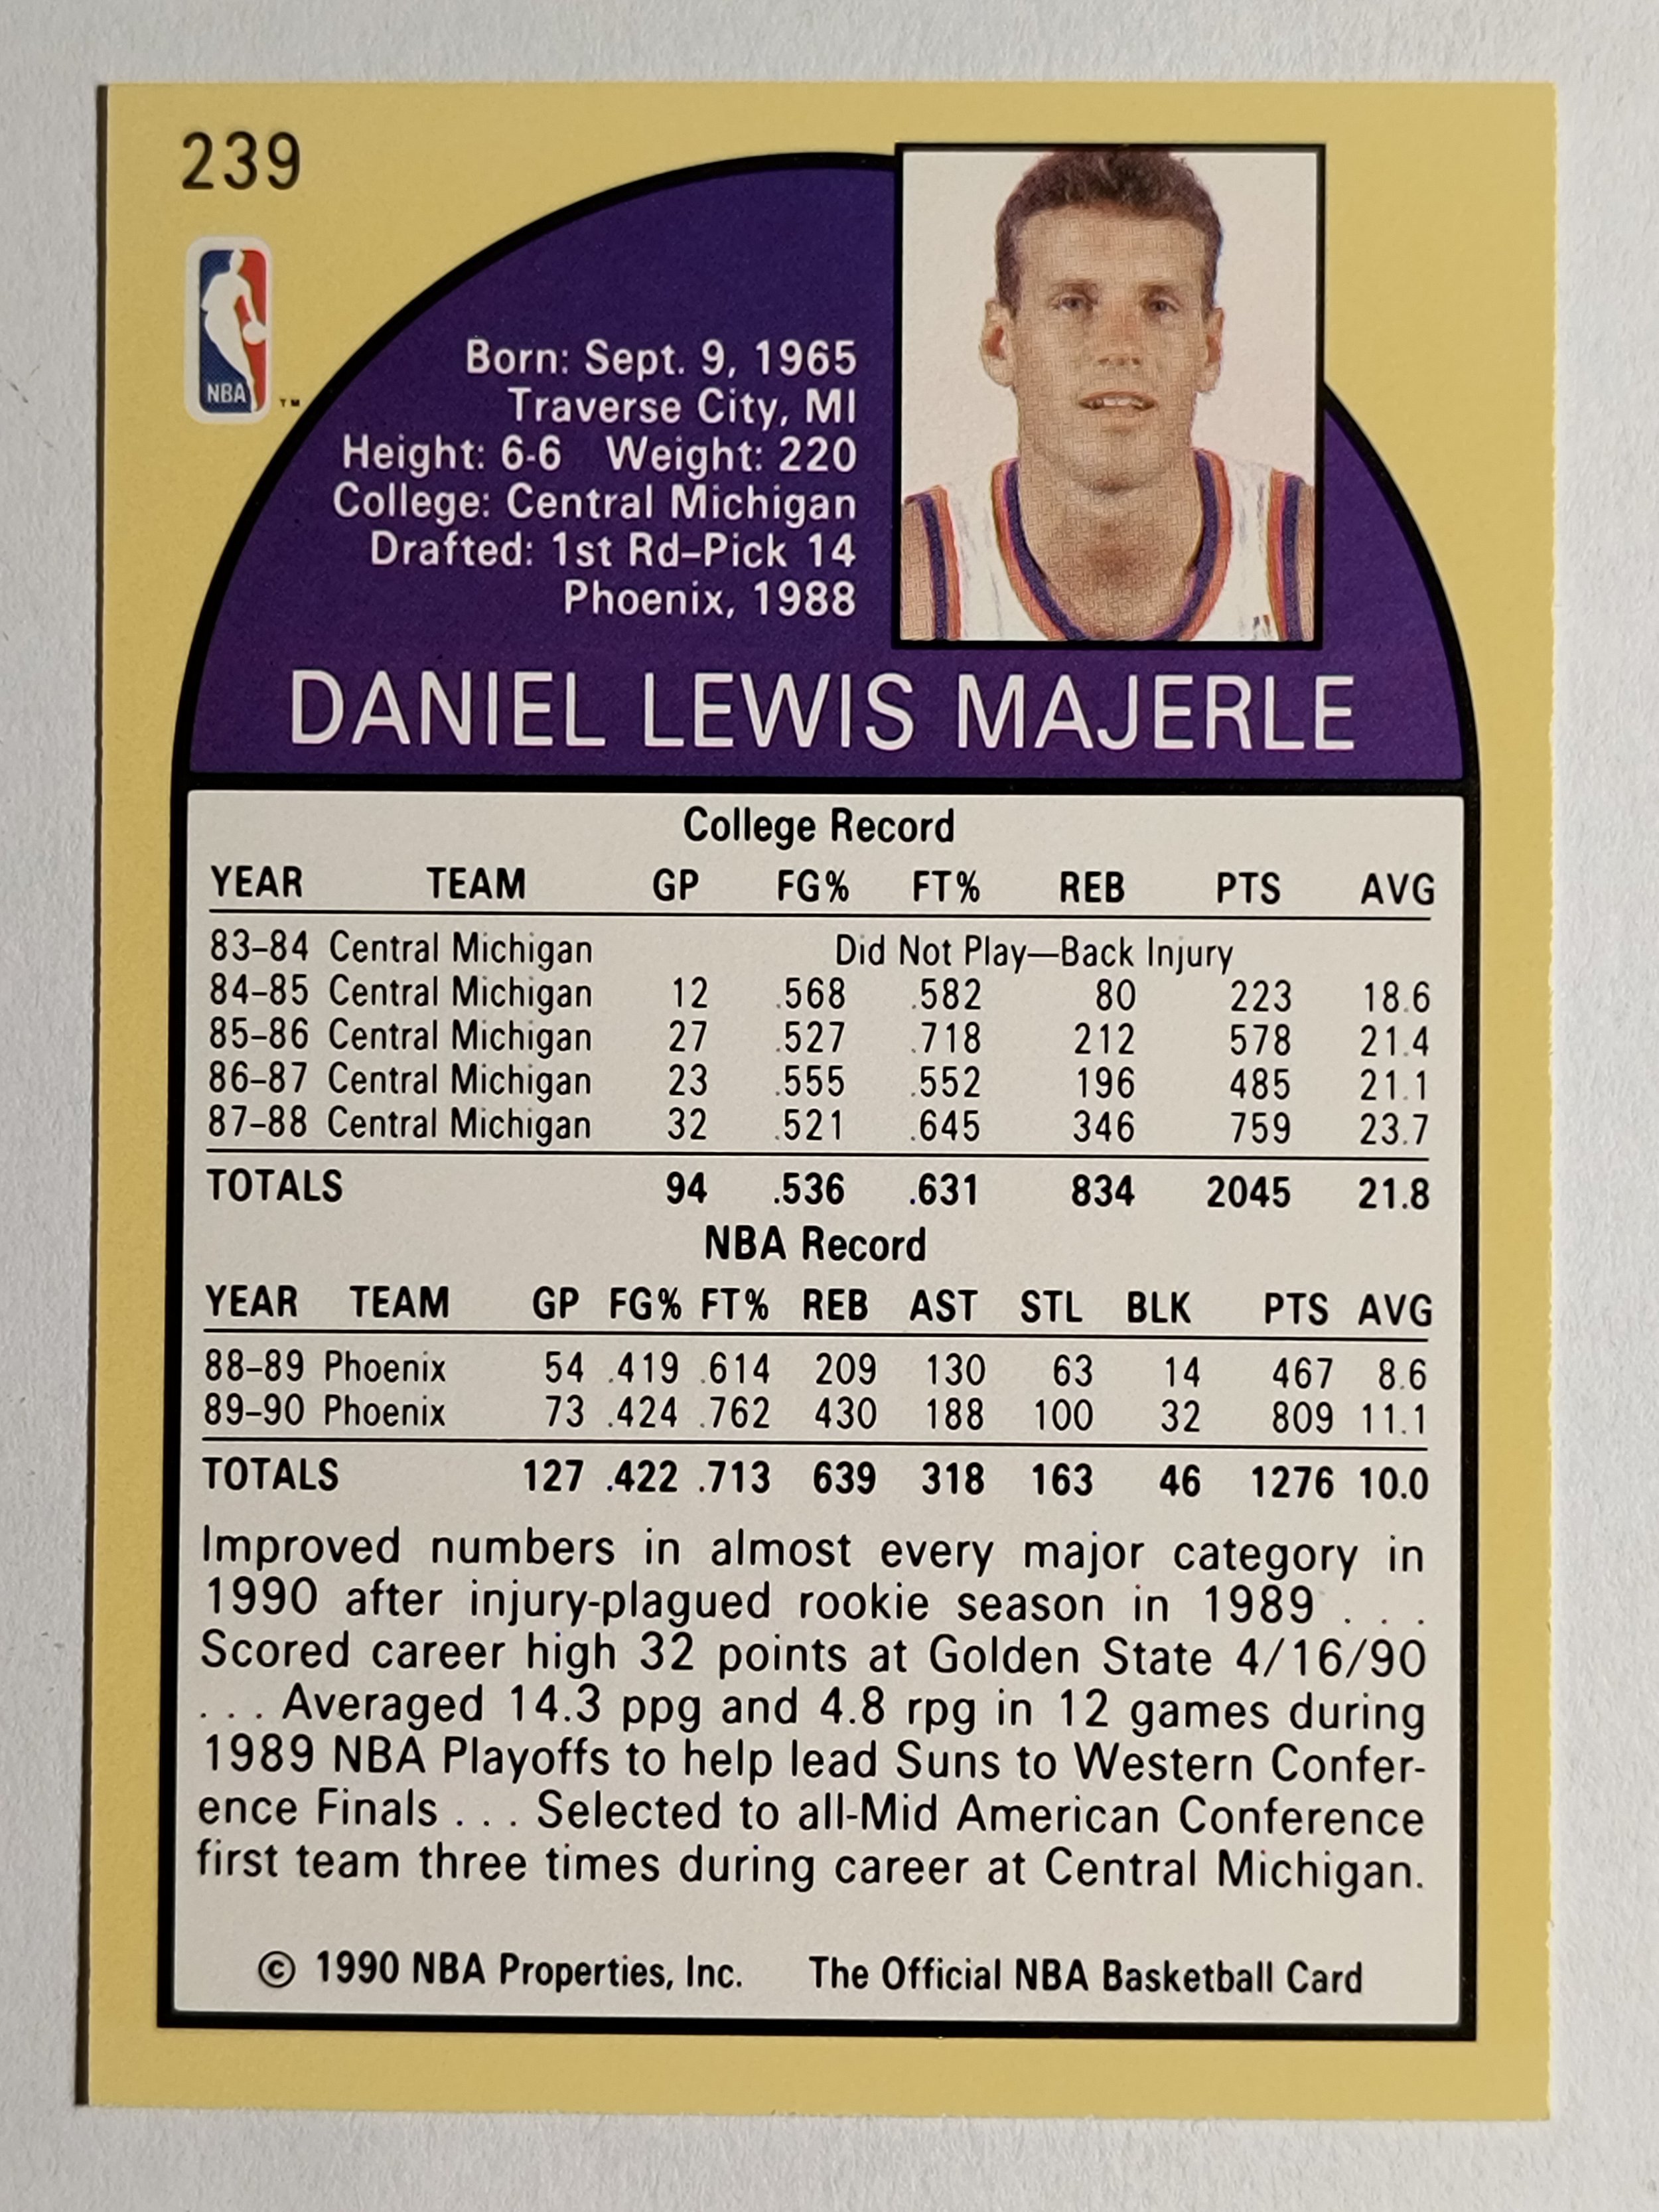 239
NBA
™
Born: Sept. 9, 1965
Traverse City, MI
Height: 6-6 Weight: 220
College: Central Michigan
Drafted: 1st Rd–Pick 14
Phoenix, 1988
DANIEL LEWIS MAJERLE
College Record
YEAR TEAM GP FG% FT% REB PTS AVG
83–84 Central Michigan Did Not Play—Back Injury
84–85 Central Michigan 12 .568 .582 80 223 18.6
85–86 Central Michigan 27 .527 .718 212 578 21.4
86–87 Central Michigan 23 .555 .552 196 485 21.1
87–88 Central Michigan 32 .521 .645 346 759 23.7
TOTALS 94 .536 .631 834 2045 21.8
NBA Record
YEAR TEAM GP FG% FT% REB AST STL BLK PTS AVG
88–89 Phoenix 54 .419 .614 209 130 63 14 467 8.6
89–90 Phoenix 73 .424 .762 430 188 100 32 809 11.1
TOTALS 127 .422 .713 639 318 163 46 1276 10.0
Improved numbers in almost every major category in
1990 after injury-plagued rookie season in 1989 . . .
Scored career high 32 points at Golden State 4/16/90
. . . Averaged 14.3 ppg and 4.8 rpg in 12 games during
1989 NBA Playoffs to help lead Suns to Western Confer-
ence Finals . . . Selected to all-Mid American Conference
first team three times during career at Central Michigan.
© 1990 NBA Properties, Inc. The Official NBA Basketball Card